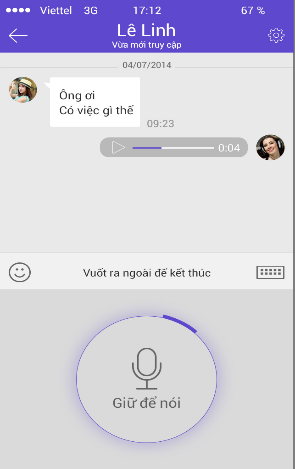 Viettel 3G 17:12 67 %
Lê Linh
Vừa mới truy cập
04/07/2014
Ông ơi
Có việc gì thế
09:23
0:04
Vuốt ra ngoài để kết thúc
Giữ để nói